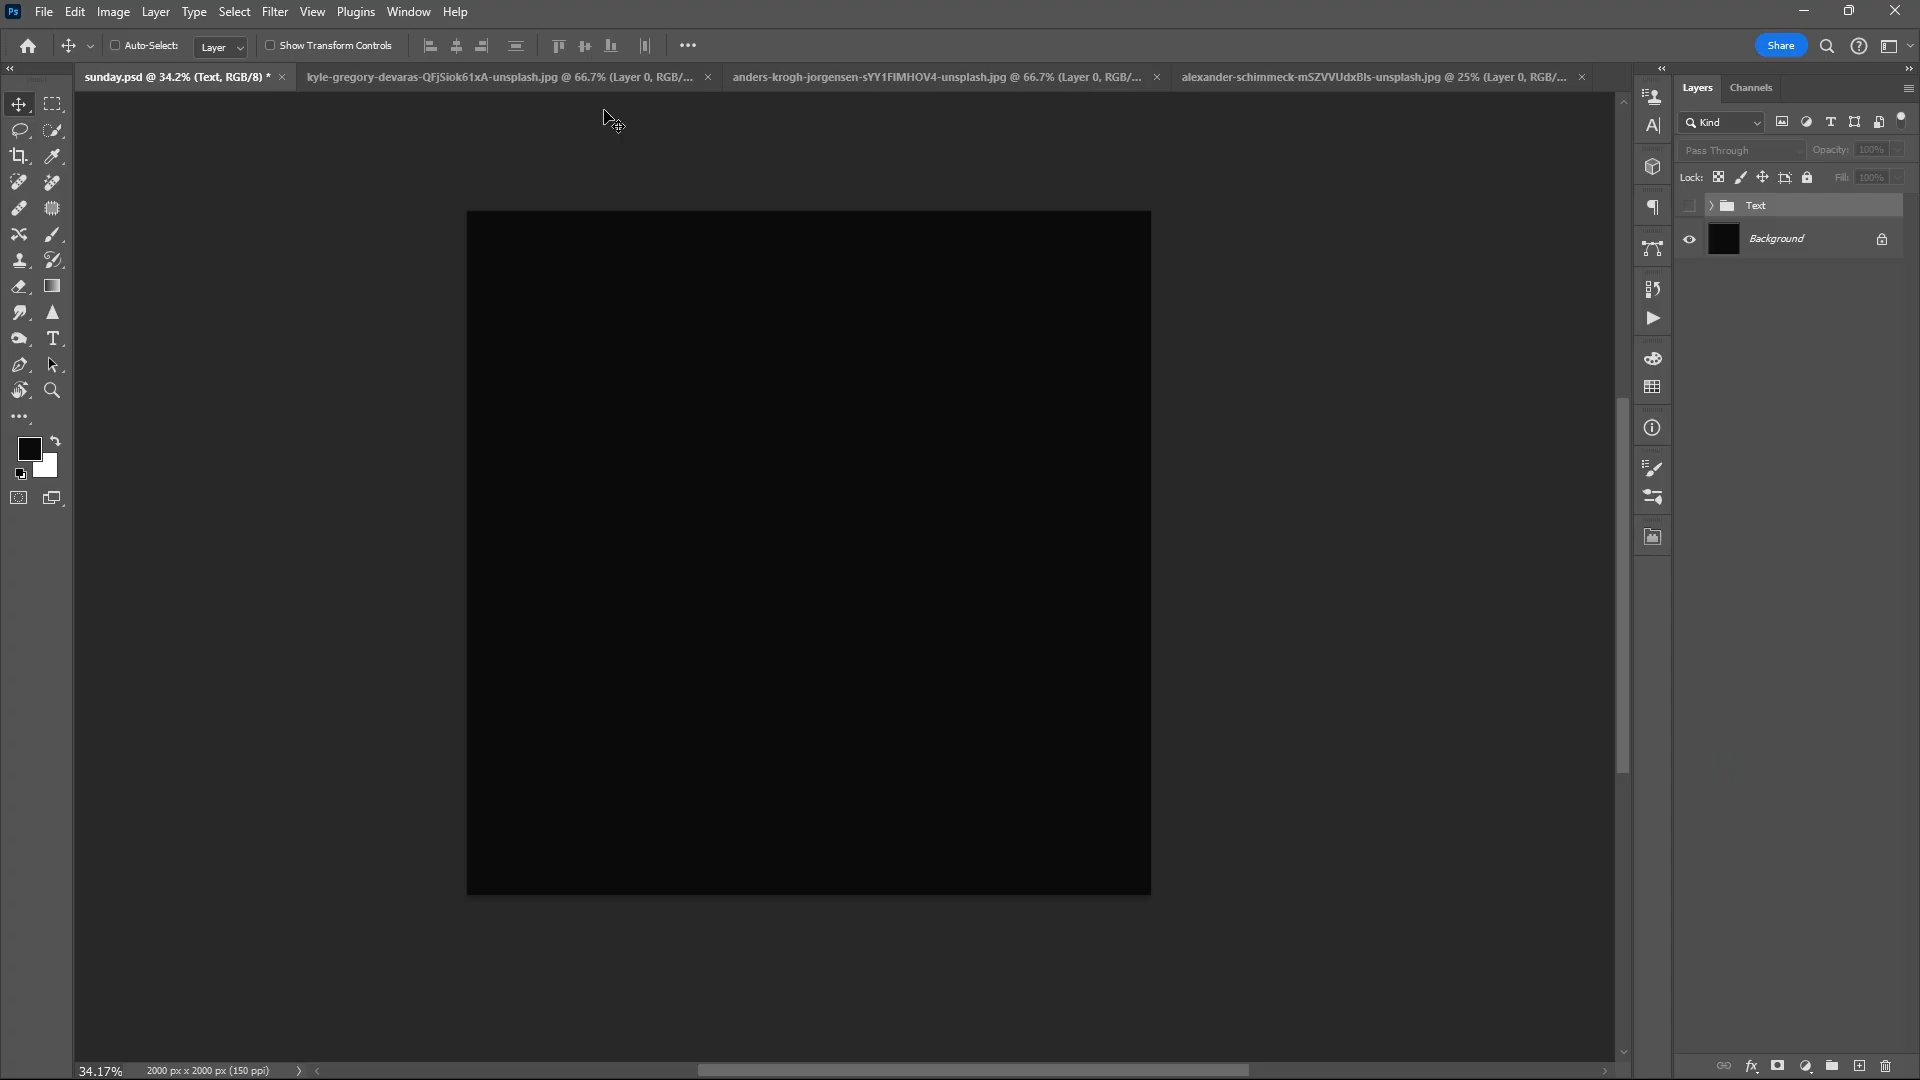 Ps File Edit Image Layer Type Select Filter View Plugins Window Help
Auto-Select: Layer Show Transform Controls Share
sunday.psd @ 34.2% (Text, RGB/8) * kyle-gregory-devaras-QFjSiok61xA-unsplash.jpg @ 66.7% (Layer 0, RGB/... anders-krogh-jorgensen-sYY1FIMHOV4-unsplash.jpg @ 66.7% (Layer 0, RGB/... alexander-schimmeck-mSZVVUdxBls-unsplash.jpg @ 25% (Layer 0, RGB/...
Layers Channels
Kind
Pass Through Opacity: 100%
Lock: Fill: 100%
Text
Background
34.17% 2000 px x 2000 px (150 ppi)